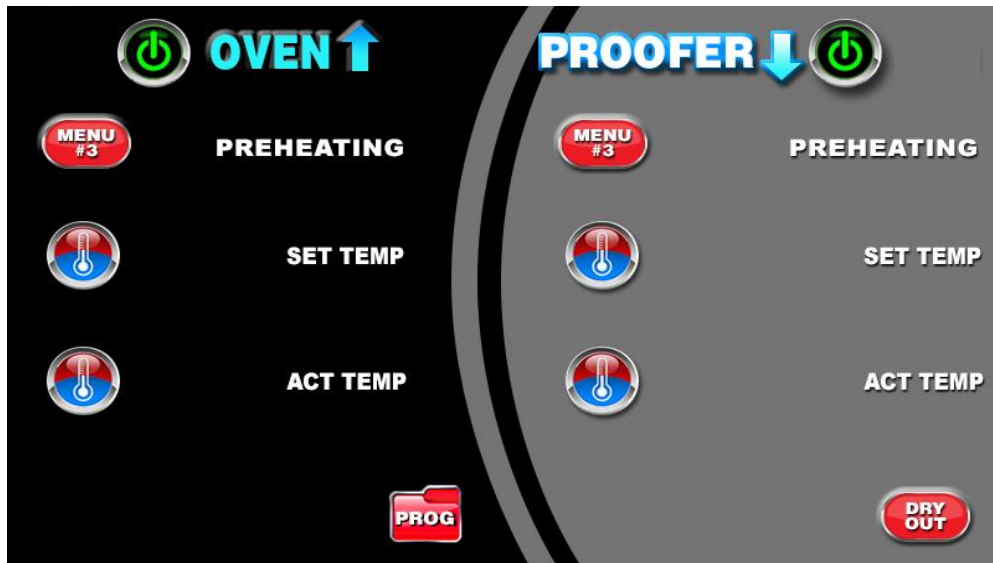 OVEN
PROOFER
MENU
#3
PREHEATING
MENU
#3
PREHEATING
SET TEMP
SET TEMP
ACT TEMP
ACT TEMP
PROG
DRY
OUT